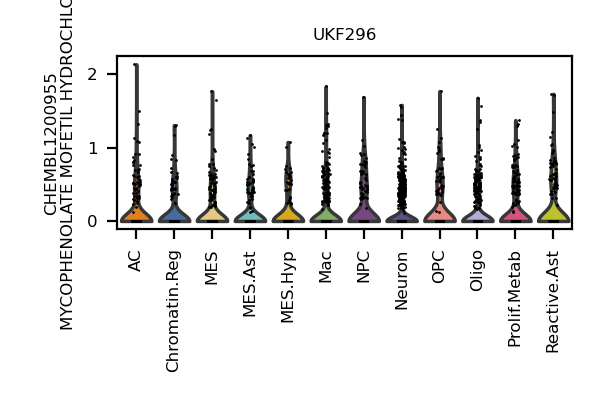 UKF296
CHEMBL1200955
MYCOPHENOLATE MOFETIL
2
1
0
AC
Chromatin.Reg
MES
MES.Ast
MES.Hyp
Mac
NPC
Neuron
OPC
Oligo
Prolif.Metab
Reactive.Ast